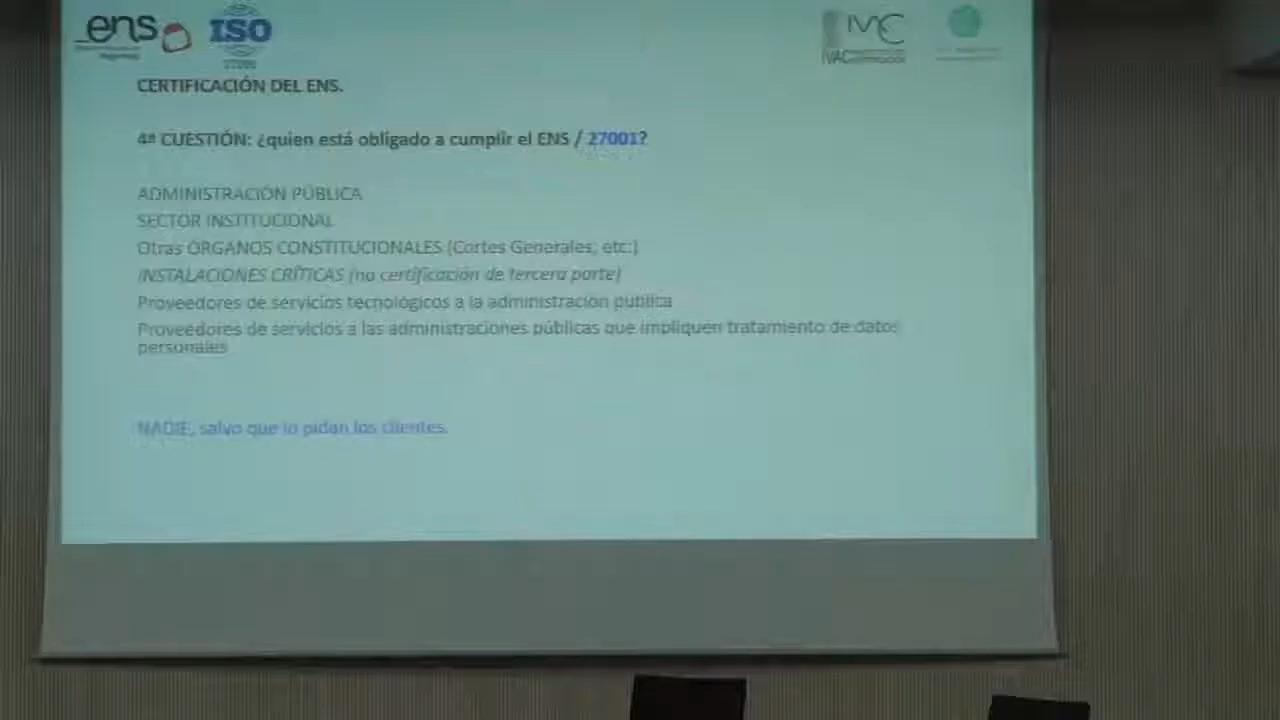 ens
ISO
27001
IVAC
CERTIFICACIÓN DEL ENS.
4ª CUESTIÓN: ¿quien está obligado a cumplir el ENS / 27001?
ADMINISTRACIÓN PÚBLICA
SECTOR INSTITUCIONAL
Otras ÓRGANOS CONSTITUCIONALES (Cortes Generales, etc.)
INSTALACIONES CRÍTICAS (no certificación de tercera parte)
Proveedores de servicios tecnológicos a la administración pública
Proveedores de servicios a las administraciones públicas que impliquen tratamiento de datos
personales
NADIE, salvo que lo pidan los clientes.